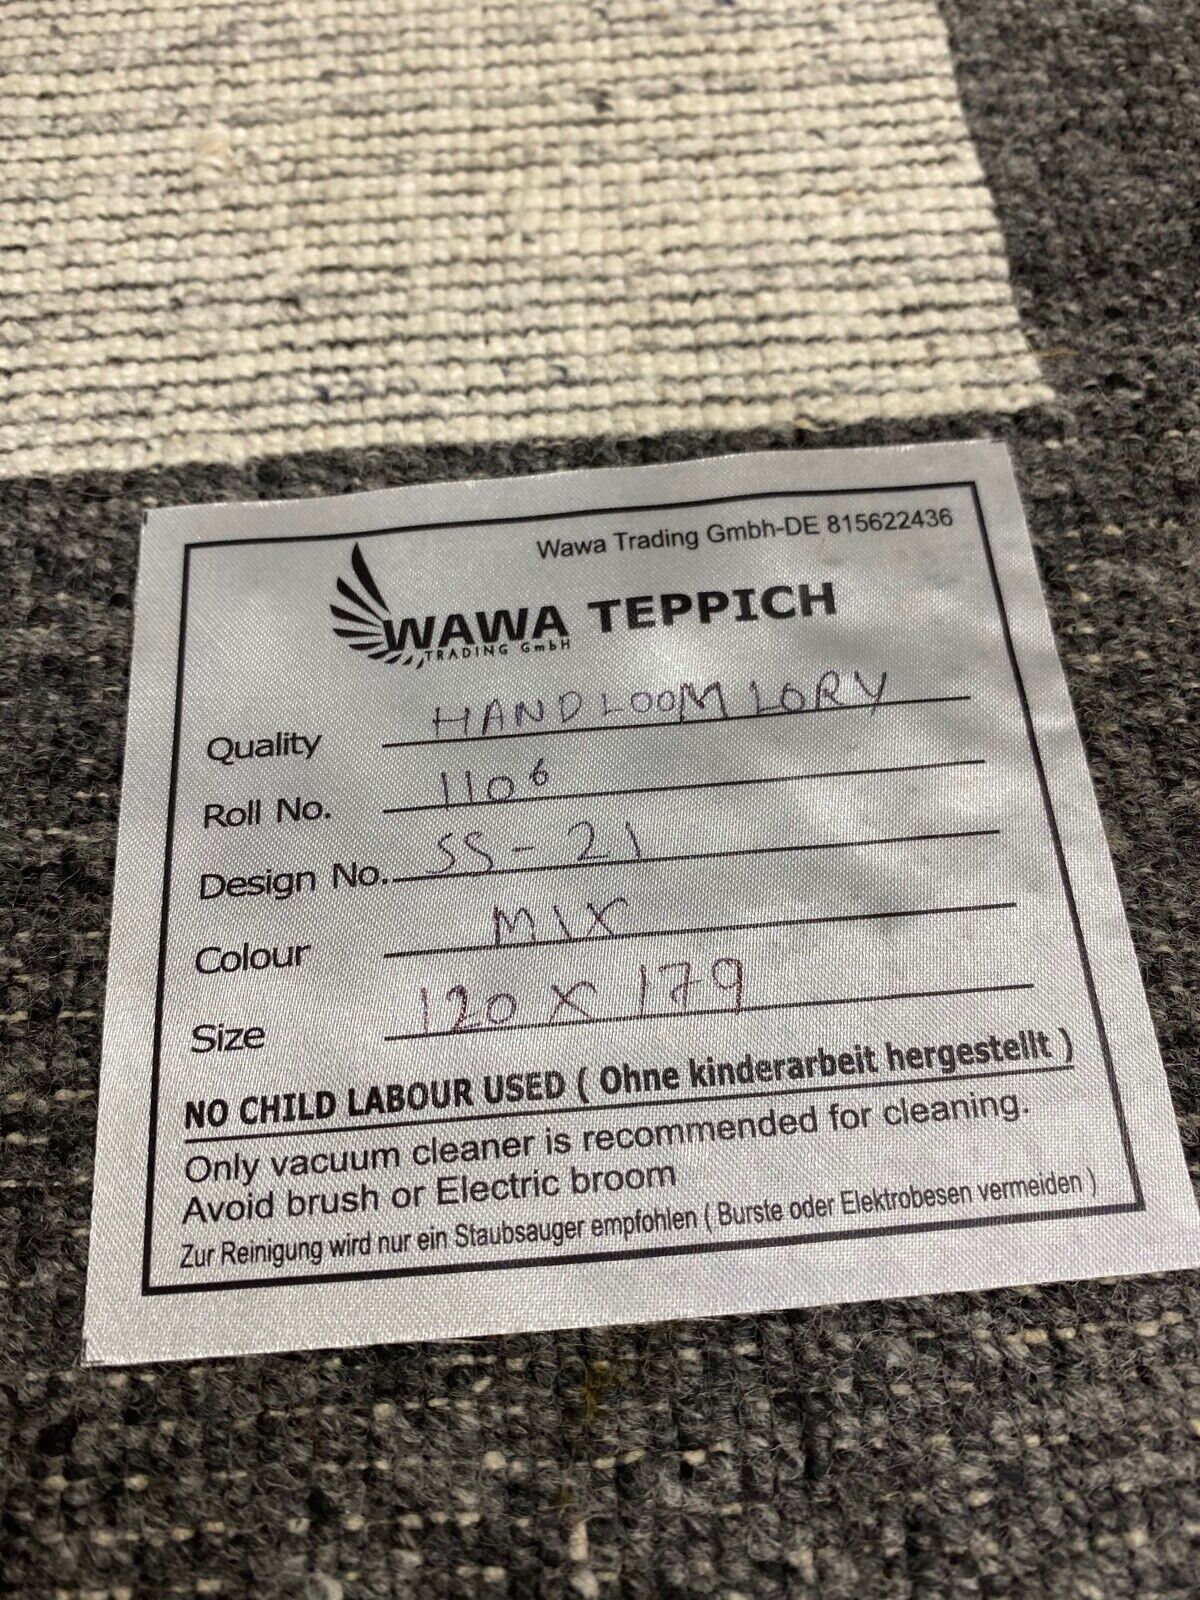 Wawa Trading Gmbh-DE 815622436
WAWA TEPPICH
TRADING GmbH
Quality HANDLOOM LORY
Roll No. 1106
Design No. SS-21
Colour MIX
Size 120 X 179
NO CHILD LABOUR USED ( Ohne kinderarbeit hergestellt )
Only vacuum cleaner is recommended for cleaning.
Avoid brush or Electric broom
Zur Reinigung wird nur ein Staubsauger empfohlen ( Burste oder Elektrobesen vermeiden )